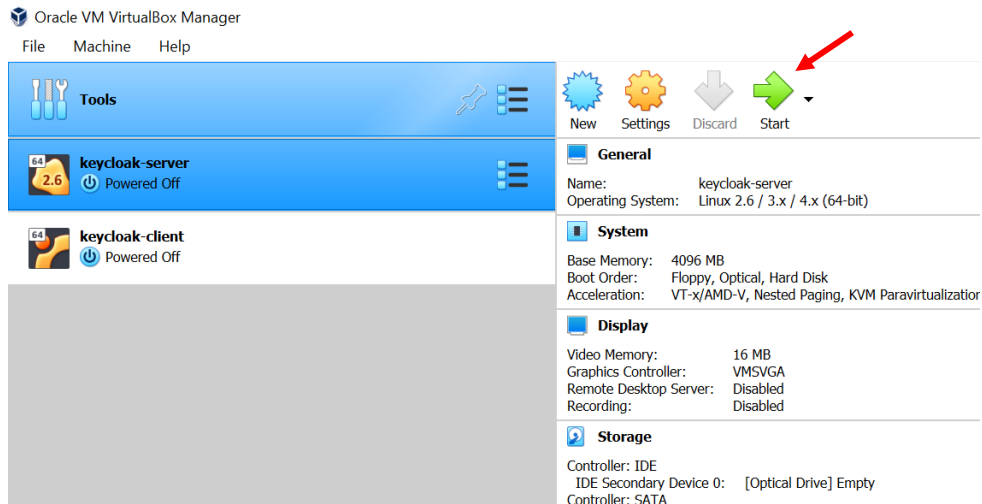 Oracle VM VirtualBox Manager
File Machine Help
Tools
64
2.6
keycloak-server
Powered Off
64
keycloak-client
Powered Off
New Settings Discard Start
General
Name: keycloak-server
Operating System: Linux 2.6 / 3.x / 4.x (64-bit)
System
Base Memory: 4096 MB
Boot Order: Floppy, Optical, Hard Disk
Acceleration: VT-x/AMD-V, Nested Paging, KVM Paravirtualization
Display
Video Memory: 16 MB
Graphics Controller: VMSVGA
Remote Desktop Server: Disabled
Recording: Disabled
Storage
Controller: IDE
IDE Secondary Device 0: [Optical Drive] Empty
Controller: SATA